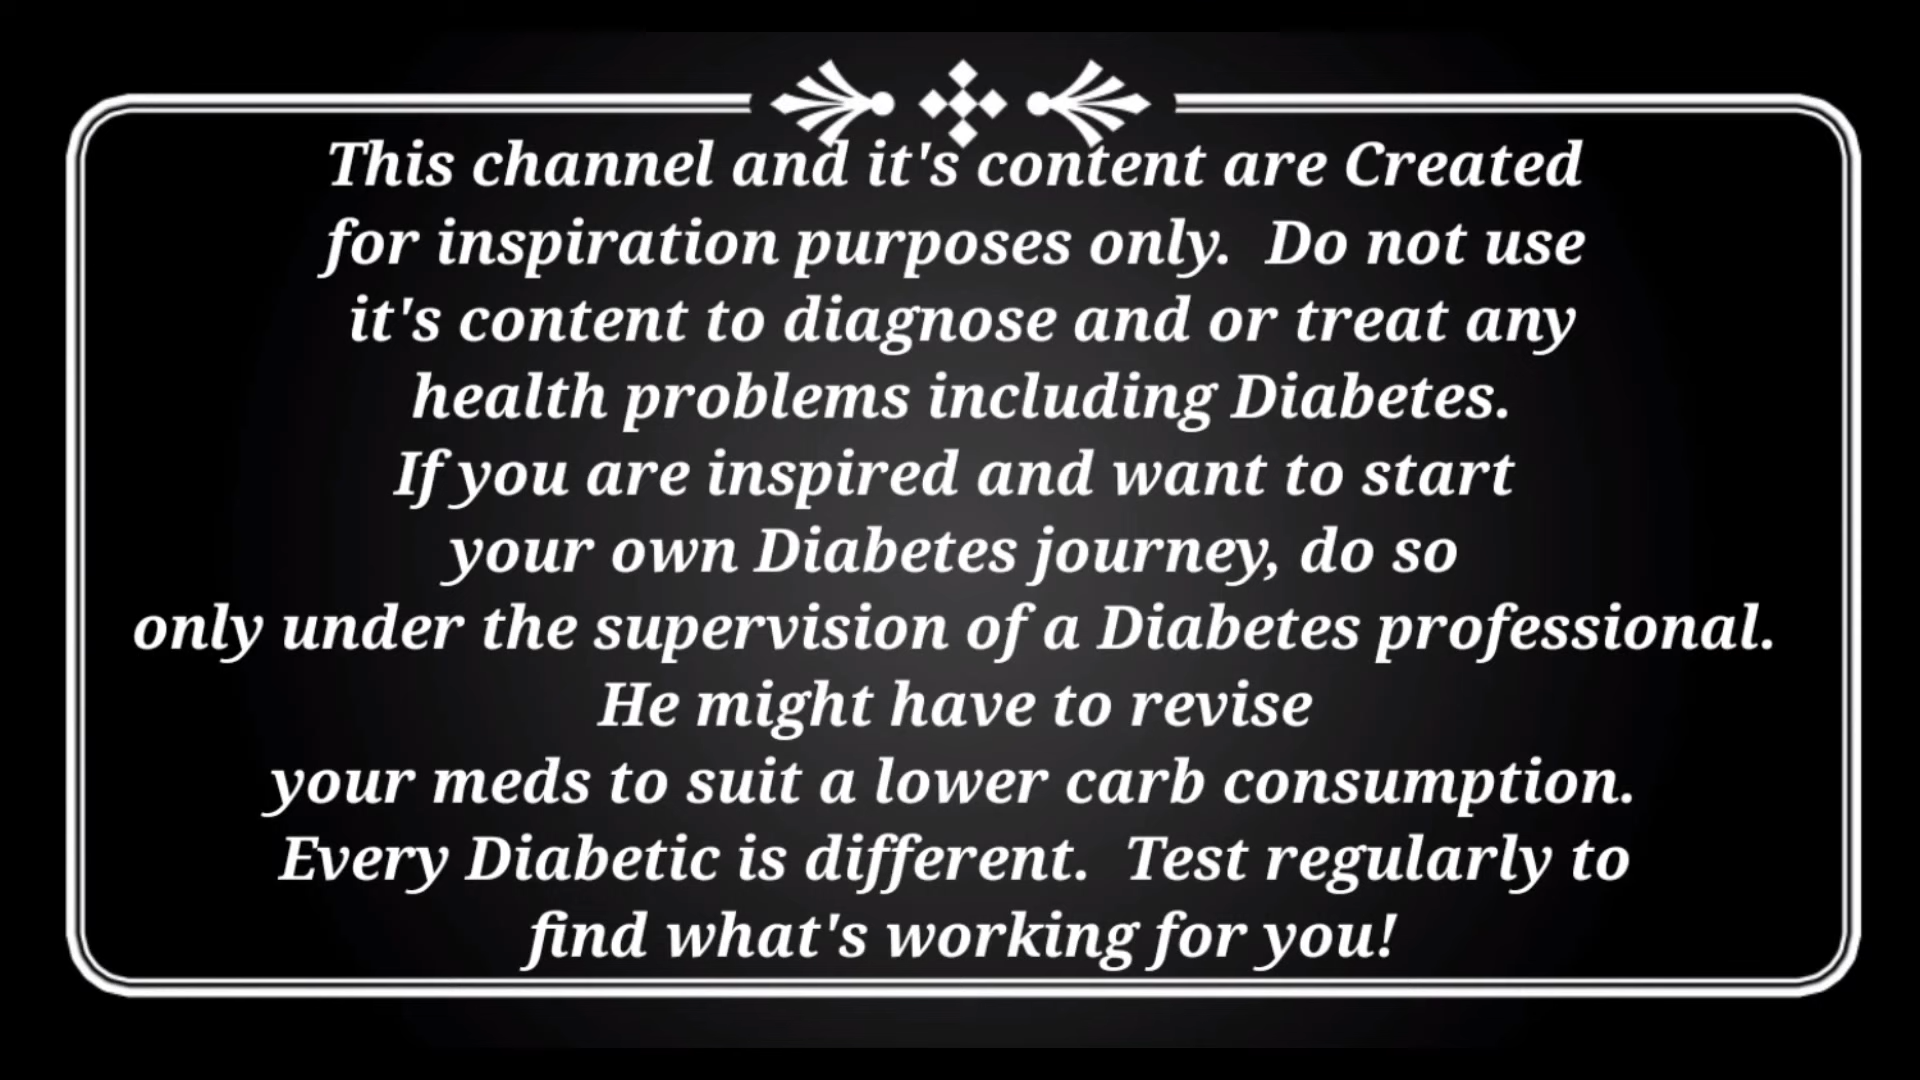 This channel and it's content are Created
for inspiration purposes only.  Do not use
it's content to diagnose and or treat any
health problems including Diabetes.
If you are inspired and want to start
your own Diabetes journey, do so
only under the supervision of a Diabetes professional.
He might have to revise
your meds to suit a lower carb consumption.
Every Diabetic is different.  Test regularly to
find what's working for you!